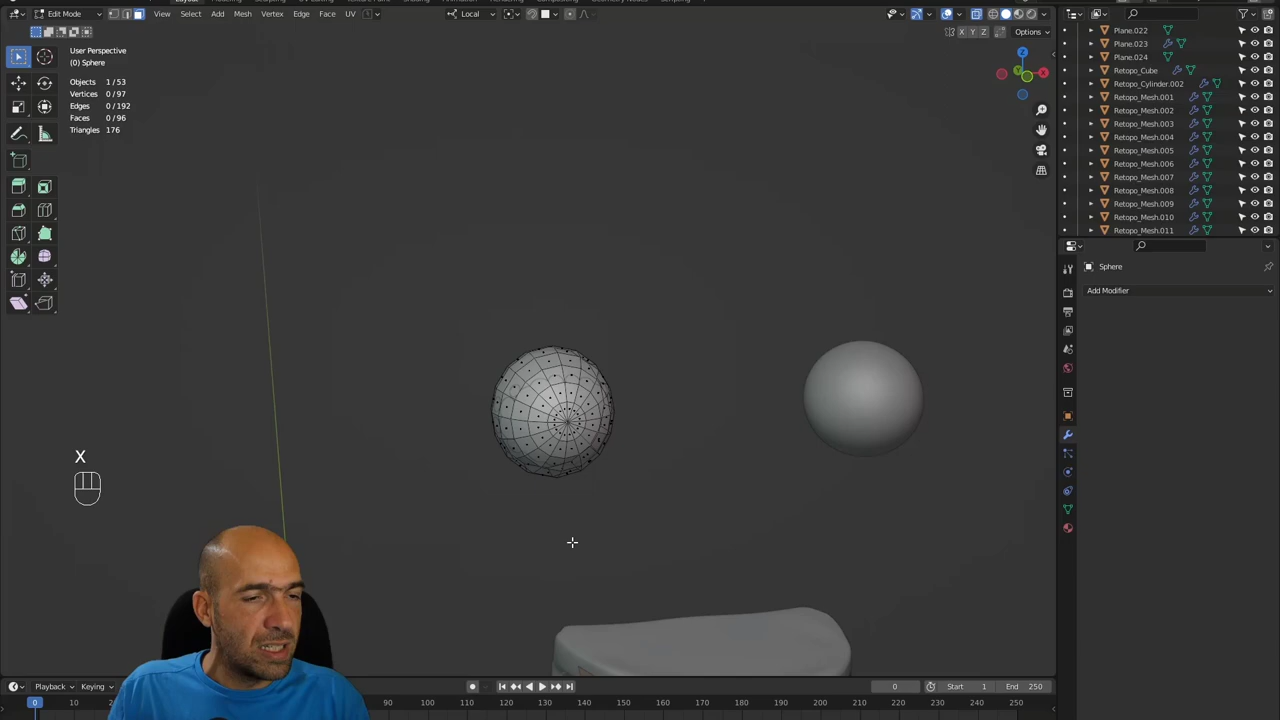 Edit Mode
View Select Add Mesh Vertex Edge Face UV
Local
Options
X Y Z
User Perspective
(0) Sphere
Objects 1/53
Vertices 0/97
Edges 0/192
Faces 0/96
Triangles 176
Plane.022
Plane.023
Plane.024
Retopo_Cube
Retopo_Cylinder.002
Retopo_Mesh.001
Retopo_Mesh.002
Retopo_Mesh.003
Retopo_Mesh.004
Retopo_Mesh.005
Retopo_Mesh.006
Retopo_Mesh.007
Retopo_Mesh.008
Retopo_Mesh.009
Retopo_Mesh.010
Retopo_Mesh.011
Sphere
Add Modifier
X
Playback Keying
0 Start 1 End 250
0 10 80 90 100 110 120 130 140 150 160 170 180 190 200 210 220 230 240 250